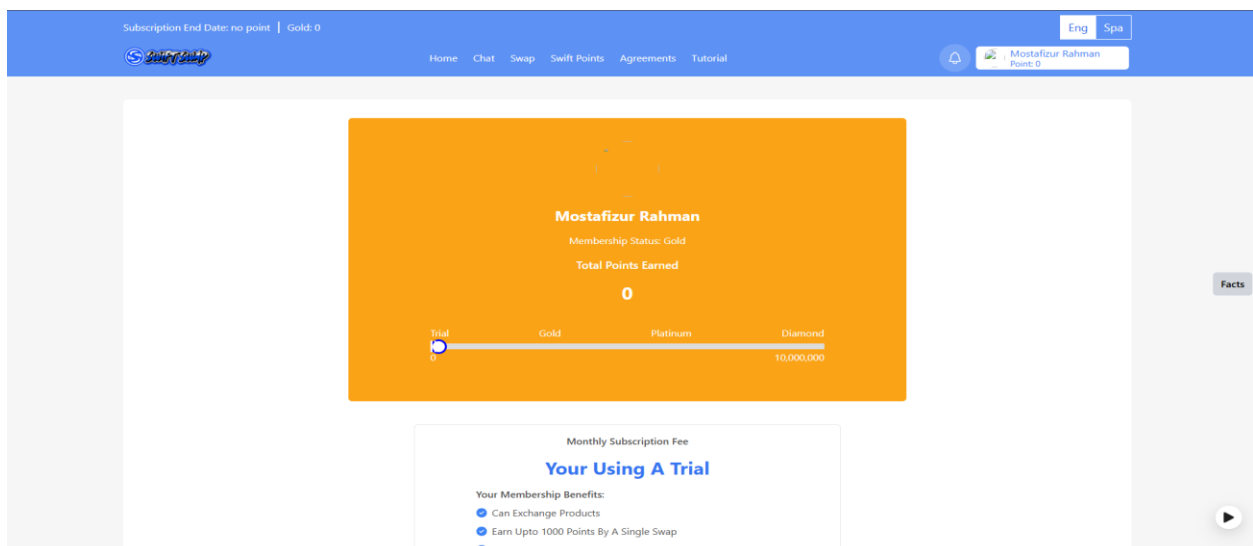 Subscription End Date: no point | Gold: 0
Eng Spa
SWIFTSWAP
Home Chat Swap Swift Points Agreements Tutorial
Mostafizur Rahman
Point: 0
Mostafizur Rahman
Membership Status: Gold
Total Points Earned
0
Facts
Trial Gold Platinum Diamond
0 10,000,000
Monthly Subscription Fee
Your Using A Trial
Your Membership Benefits:
Can Exchange Products
Earn Upto 1000 Points By A Single Swap